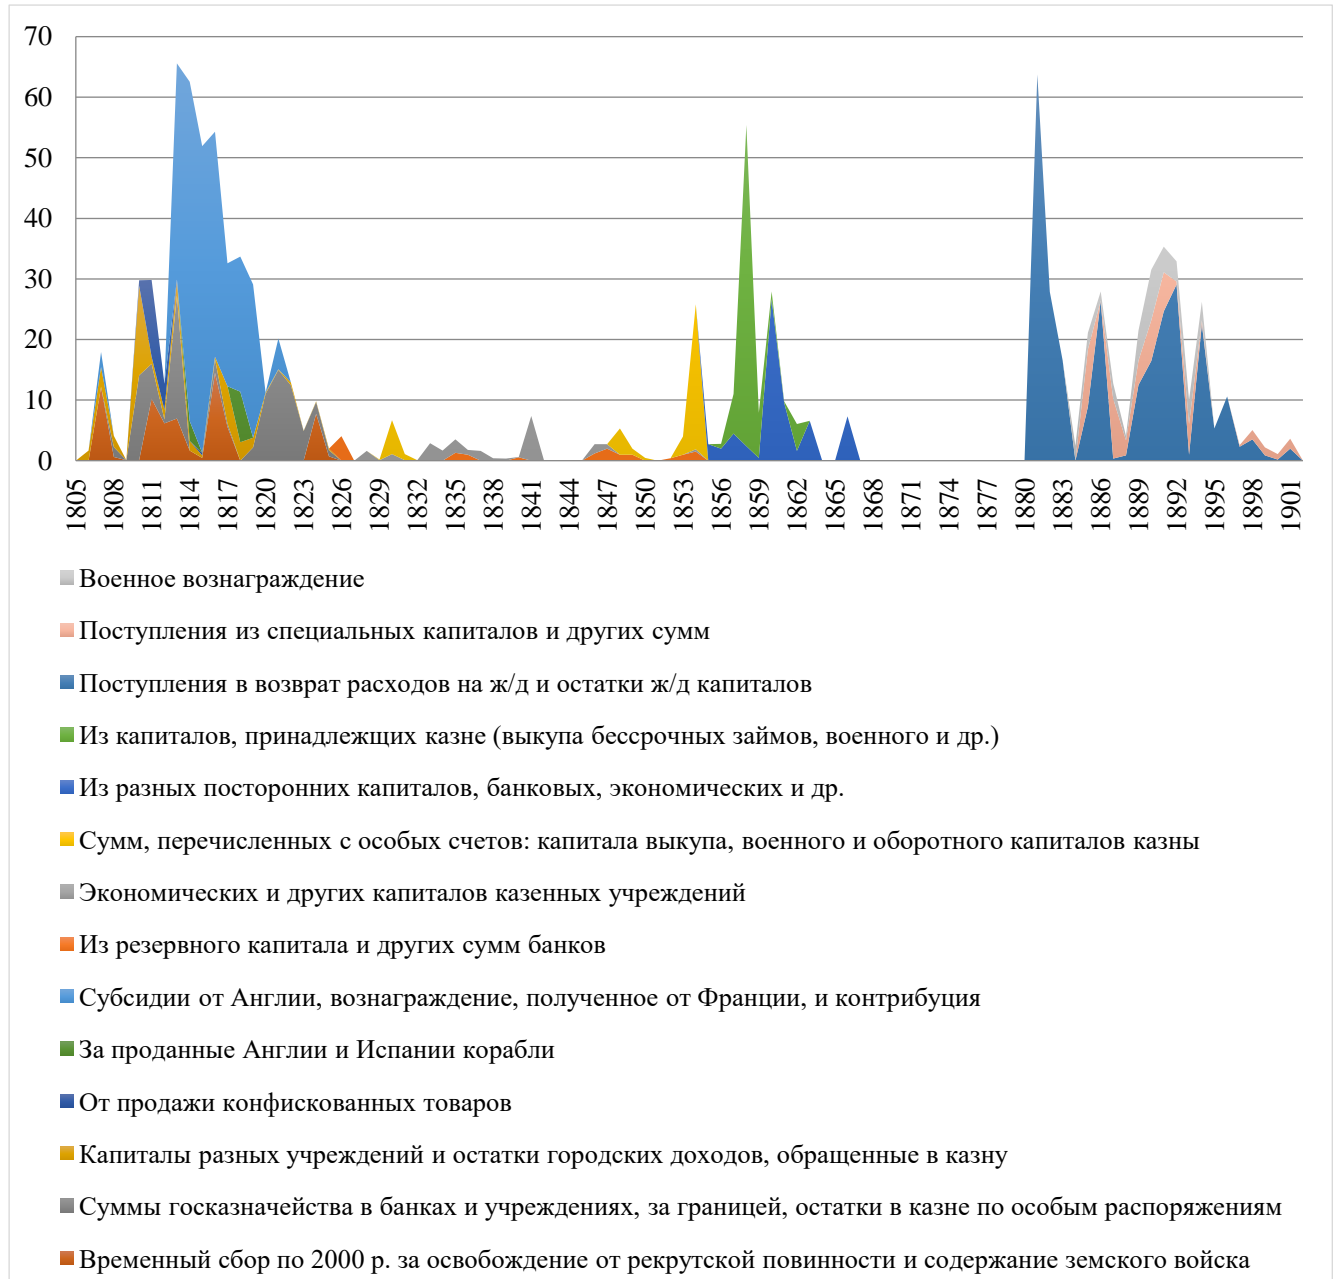 70
60
50
40
30
20
10
0
1805 1808 1811 1814 1817 1820 1823 1826 1829 1832 1835 1838 1841 1844 1847 1850 1853 1856 1859 1862 1865 1868 1871 1874 1877 1880 1883 1886 1889 1892 1895 1898 1901
Военное вознаграждение
Поступления из специальных капиталов и других сумм
Поступления в возврат расходов на ж/д и остатки ж/д капиталов
Из капиталов, принадлежщих казне (выкупа бессрочных займов, военного и др.)
Из разных посторонних капиталов, банковых, экономических и др.
Сумм, перечисленных с особых счетов: капитала выкупа, военного и оборотного капиталов казны
Экономических и других капиталов казенных учреждений
Из резервного капитала и других сумм банков
Субсидии от Англии, вознаграждение, полученное от Франции, и контрибуция
За проданные Англии и Испании корабли
От продажи конфискованных товаров
Капиталы разных учреждений и остатки городских доходов, обращенные в казну
Суммы госказначейства в банках и учреждениях, за границей, остатки в казне по особым распоряжениям
Временный сбор по 2000 р. за освобождение от рекрутской повинности и содержание земского войска